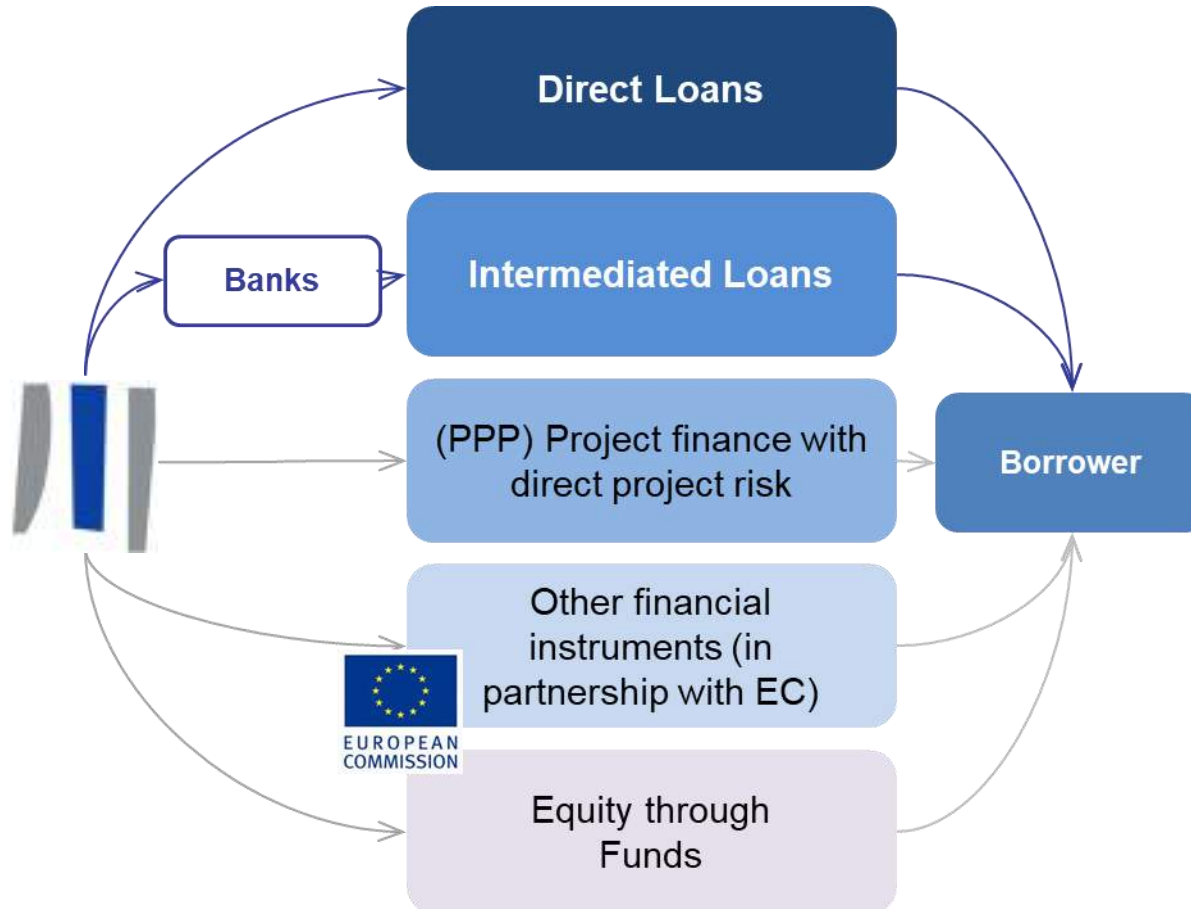 Direct Loans
Banks
Intermediated Loans
(PPP) Project finance with
direct project risk
Borrower
Other financial
instruments (in
partnership with EC)
EUROPEAN
COMMISSION
Equity through
Funds